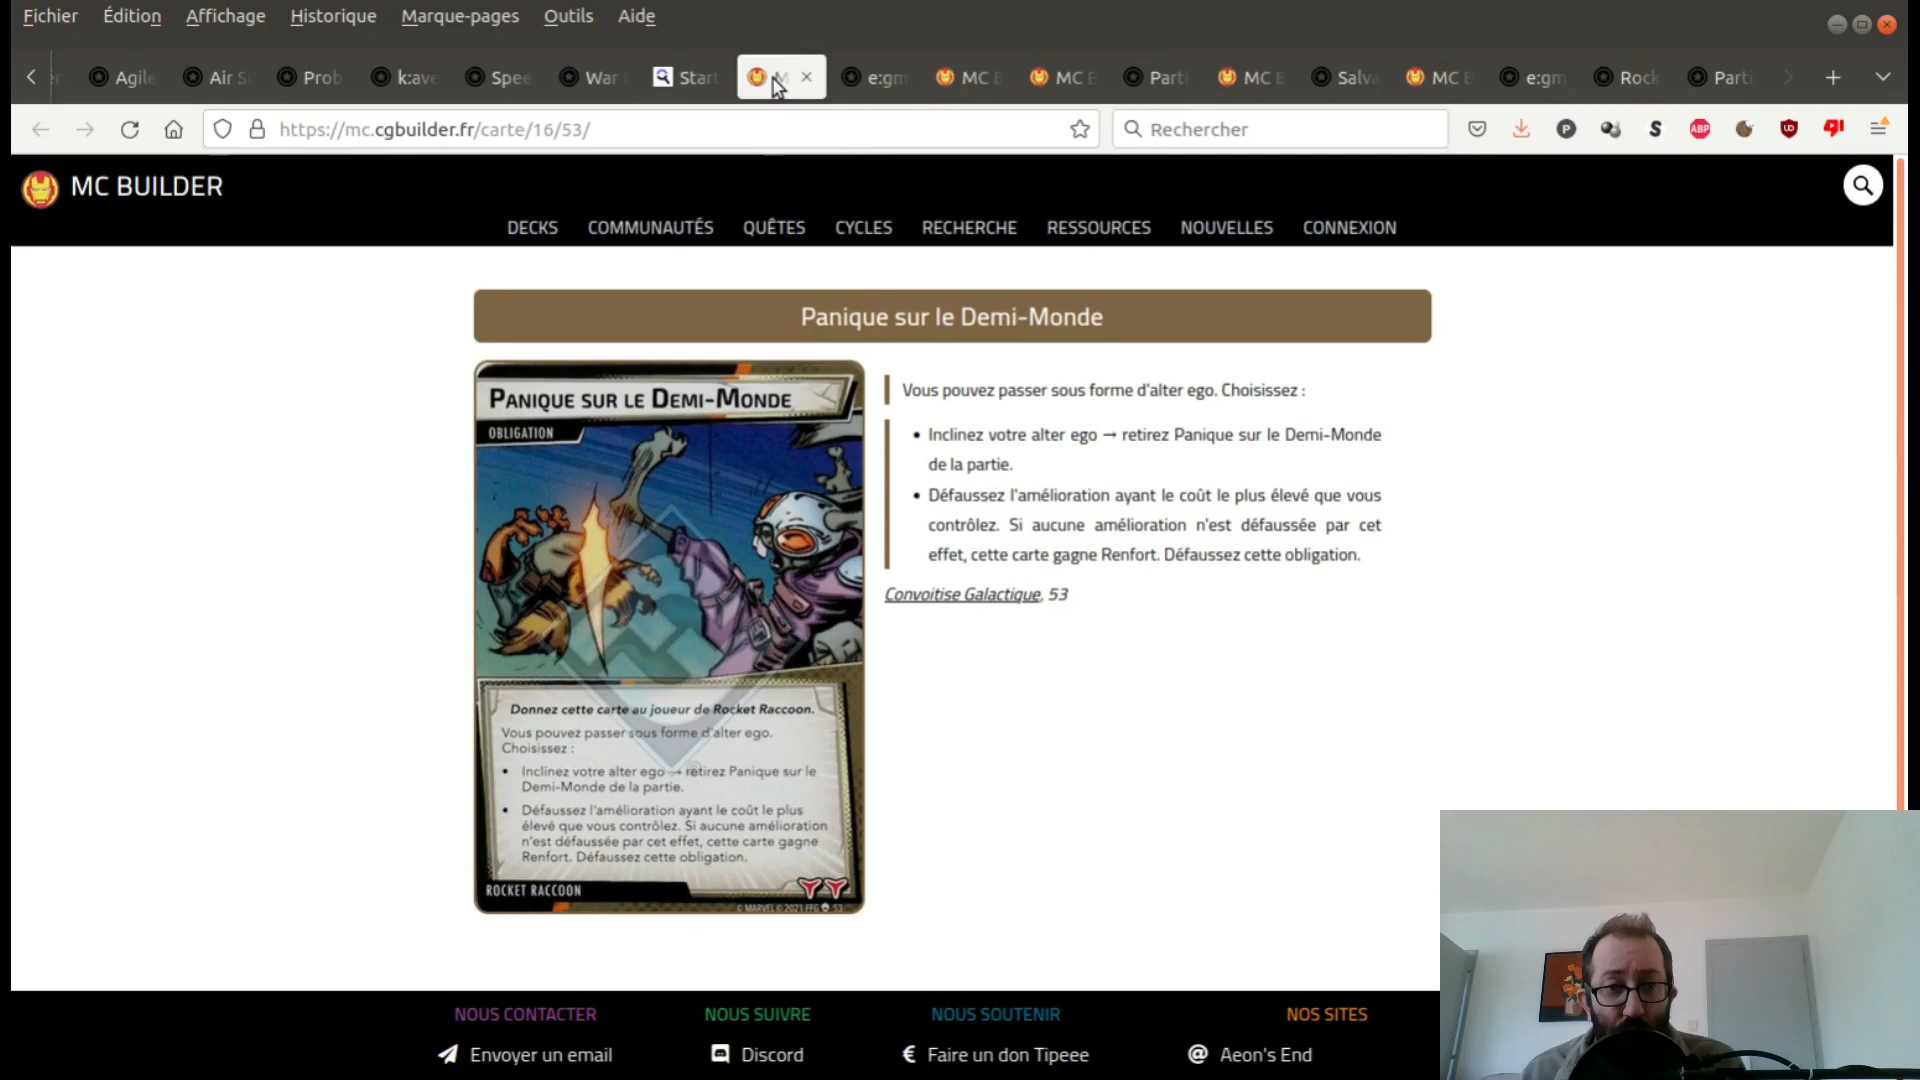 Fichier Édition Affichage Historique Marque-pages Outils Aide
Agile Air S Prob k:ave Spee War Start M e:gm MC B MC B Parti MC B Salva MC B e:gm Rock Parti
https://mc.cgbuilder.fr/carte/16/53/ Rechercher
MC BUILDER
DECKS COMMUNAUTÉS QUÊTES CYCLES RECHERCHE RESSOURCES NOUVELLES CONNEXION
Panique sur le Demi-Monde
PANIQUE SUR LE DEMI-MONDE
OBLIGATION
Donnez cette carte au joueur de Rocket Raccoon.
Vous pouvez passer sous forme d'alter ego.
Choisissez :
• Inclinez votre alter ego → retirez Panique sur le
Demi-Monde de la partie.
• Défaussez l'amélioration ayant le coût le plus
élevé que vous contrôlez. Si aucune amélioration
n'est défaussée par cet effet, cette carte gagne
Renfort. Défaussez cette obligation.
ROCKET RACCOON
© MARVEL © 2021 FFG 53
Vous pouvez passer sous forme d'alter ego. Choisissez :
• Inclinez votre alter ego → retirez Panique sur le Demi-Monde
de la partie.
• Défaussez l'amélioration ayant le coût le plus élevé que vous
contrôlez. Si aucune amélioration n'est défaussée par cet
effet, cette carte gagne Renfort. Défaussez cette obligation.
Convoitise Galactique, 53
NOUS CONTACTER NOUS SUIVRE NOUS SOUTENIR NOS SITES
Envoyer un email Discord Faire un don Tipeee Aeon's End